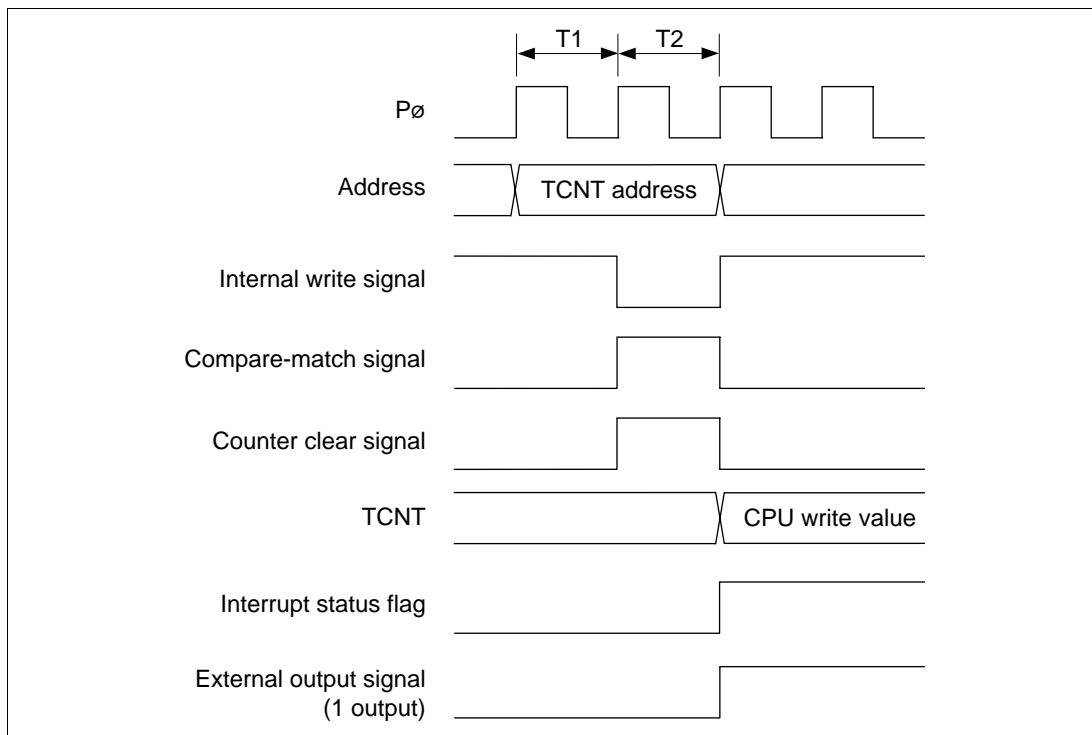 T1 T2
Pø
Address
TCNT address
Internal write signal
Compare-match signal
Counter clear signal
TCNT
CPU write value
Interrupt status flag
External output signal
(1 output)